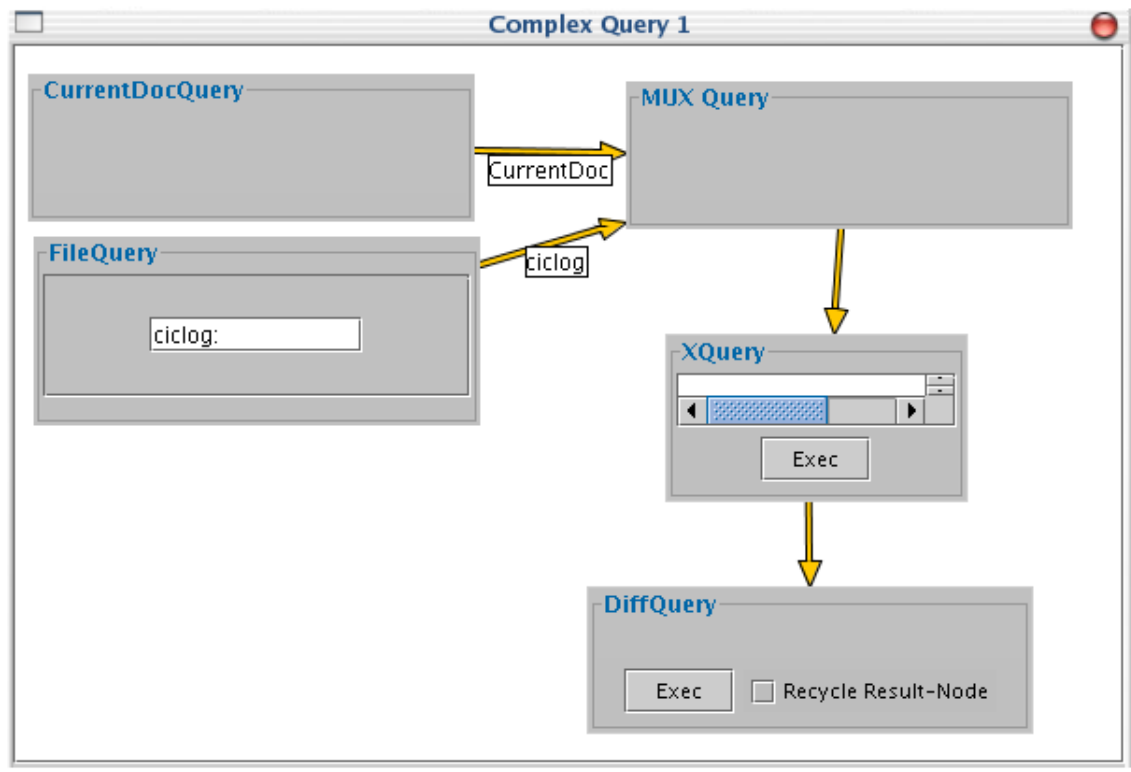 Complex Query 1
CurrentDocQuery
MUX Query
CurrentDoc
FileQuery
ciclog
ciclog:
XQuery
Exec
DiffQuery
Exec
Recycle Result-Node